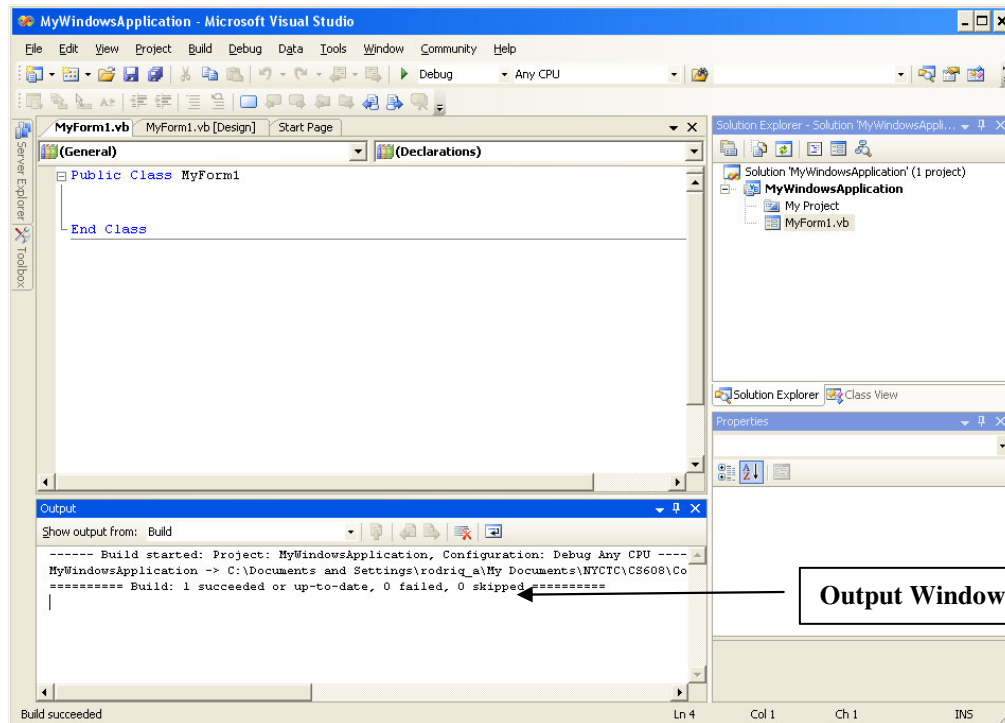 MyWindowsApplication - Microsoft Visual Studio
File Edit View Project Build Debug Data Tools Window Community Help
Debug Any CPU
MyForm1.vb MyForm1.vb [Design] Start Page
(General) (Declarations)
Public Class MyForm1
End Class
Server Explorer
Toolbox
Solution Explorer - Solution 'MyWindowsAppli...
Solution 'MyWindowsApplication' (1 project)
MyWindowsApplication
My Project
MyForm1.vb
Solution Explorer Class View
Properties
Output
Show output from: Build
------ Build started: Project: MyWindowsApplication, Configuration: Debug Any CPU ----
MyWindowsApplication -> C:\Documents and Settings\rodriq_a\My Documents\NYCTC\CS608\Co
========== Build: 1 succeeded or up-to-date, 0 failed, 0 skipped ==========
Output Window
Build succeeded Ln 4 Col 1 Ch 1 INS